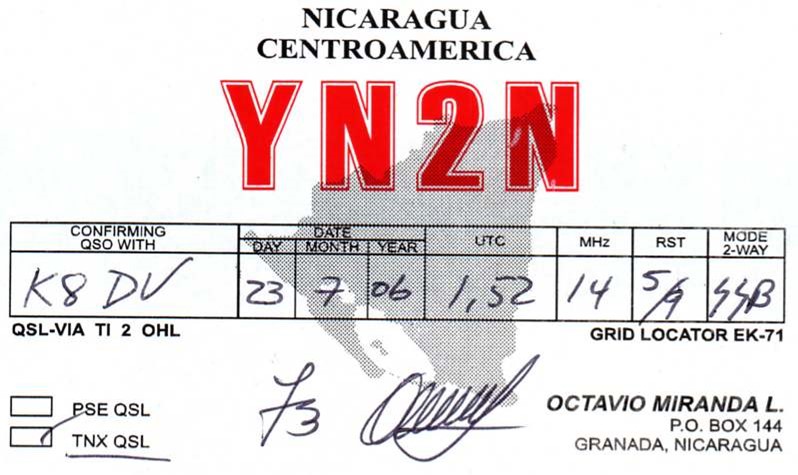 NICARAGUA
CENTROAMERICA
YN2N
CONFIRMING QSO WITH DATE DAY MONTH YEAR UTC MHz RST MODE 2-WAY
K8DV 23 7 06 1,52 14 5/9 SSB
QSL-VIA TI 2 OHL GRID LOCATOR EK-71
PSE QSL 73 OCTAVIO MIRANDA L.
P.O. BOX 144
TNX QSL GRANADA, NICARAGUA